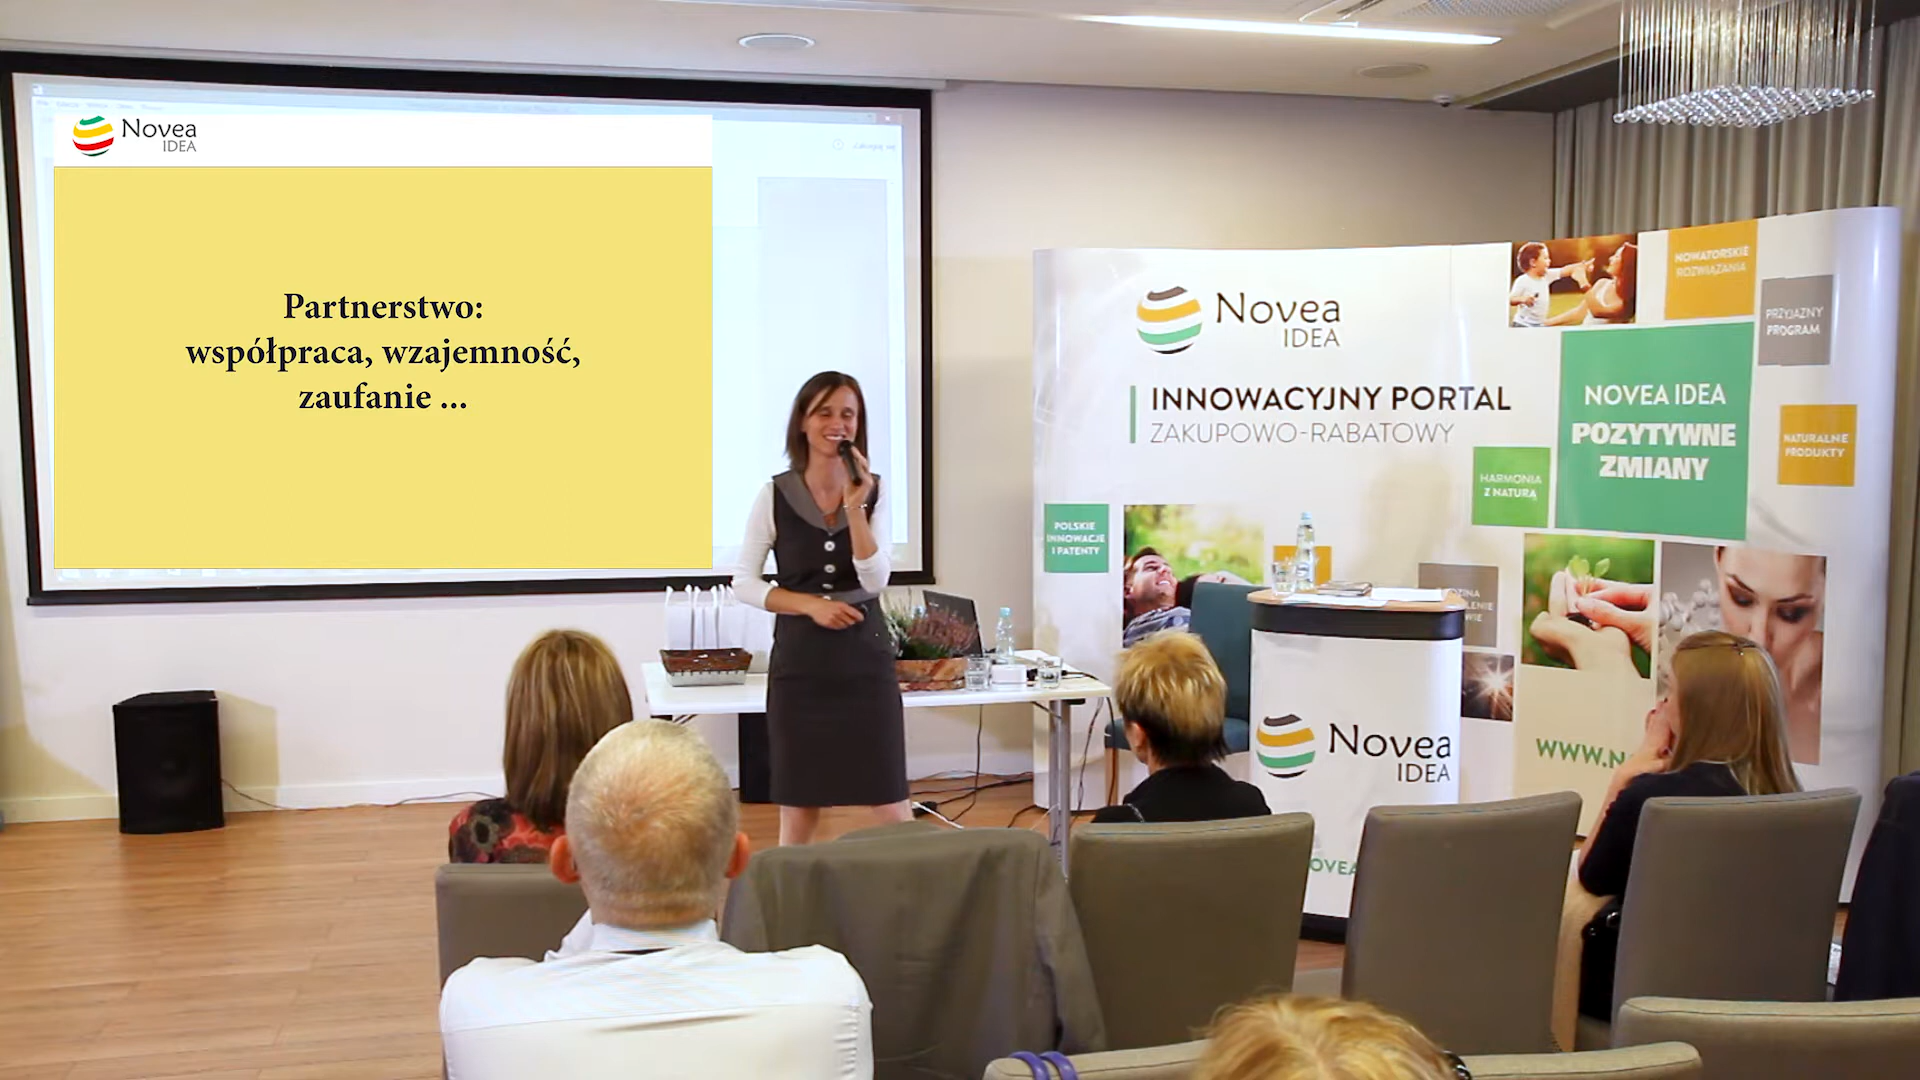 Novea
IDEA
Partnerstwo:
współpraca, wzajemność,
zaufanie ...
Novea
IDEA
INNOWACYJNY PORTAL
ZAKUPOWO-RABATOWY
NOWATORSKIE
ROZWIĄZANIA
PRZYJAZNY
PROGRAM
NOVEA IDEA
POZYTYWNE
ZMIANY
NATURALNE
PRODUKTY
HARMONIA
Z NATURĄ
POLSKIE
INNOWACJE
I PATENTY
WWW.N
Novea
IDEA
OVEA